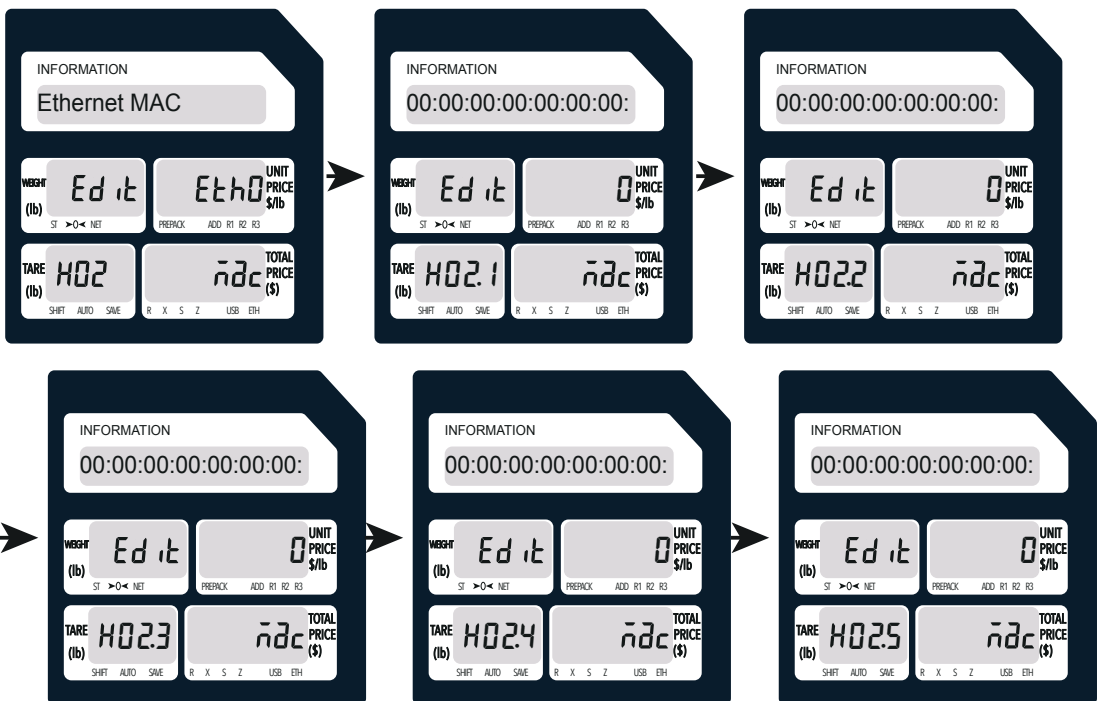 INFORMATION
Ethernet MAC
WEIGHT (lb) Edit Eth0 UNIT PRICE $/lb
ST ➤0◄ NET PREPACK ADD R1 R2 R3
TARE (lb) H02 nac TOTAL PRICE ($)
SHIFT AUTO SAVE R X S Z USB ETH
INFORMATION
00:00:00:00:00:00:00:
WEIGHT (lb) Edit 0 UNIT PRICE $/lb
ST ➤0◄ NET PREPACK ADD R1 R2 R3
TARE (lb) H02.1 nac TOTAL PRICE ($)
SHIFT AUTO SAVE R X S Z USB ETH
INFORMATION
00:00:00:00:00:00:00:
WEIGHT (lb) Edit 0 UNIT PRICE $/lb
ST ➤0◄ NET PREPACK ADD R1 R2 R3
TARE (lb) H02.2 nac TOTAL PRICE ($)
SHIFT AUTO SAVE R X S Z USB ETH
INFORMATION
00:00:00:00:00:00:00:
WEIGHT (lb) Edit 0 UNIT PRICE $/lb
ST ➤0◄ NET PREPACK ADD R1 R2 R3
TARE (lb) H02.3 nac TOTAL PRICE ($)
SHIFT AUTO SAVE R X S Z USB ETH
INFORMATION
00:00:00:00:00:00:00:
WEIGHT (lb) Edit 0 UNIT PRICE $/lb
ST ➤0◄ NET PREPACK ADD R1 R2 R3
TARE (lb) H02.4 nac TOTAL PRICE ($)
SHIFT AUTO SAVE R X S Z USB ETH
INFORMATION
00:00:00:00:00:00:00:
WEIGHT (lb) Edit 0 UNIT PRICE $/lb
ST ➤0◄ NET PREPACK ADD R1 R2 R3
TARE (lb) H02.5 nac TOTAL PRICE ($)
SHIFT AUTO SAVE R X S Z USB ETH